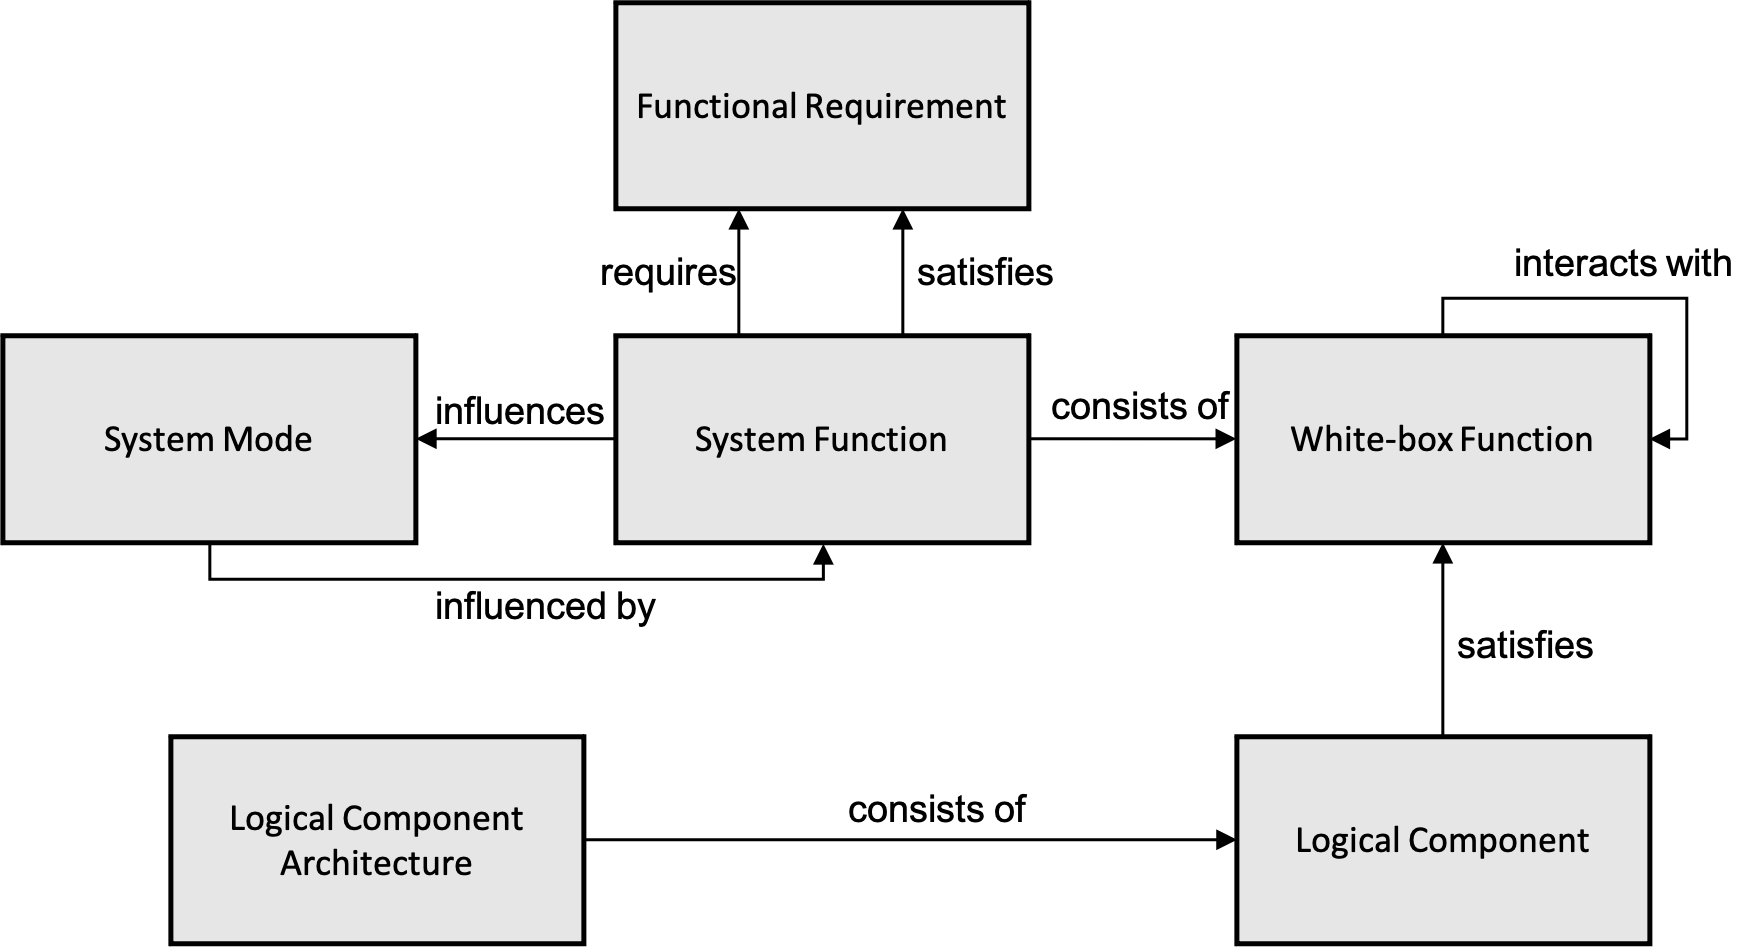 Functional Requirement
requires
satisfies
interacts with
System Mode
influences
System Function
consists of
White-box Function
influenced by
satisfies
Logical Component
Architecture
consists of
Logical Component